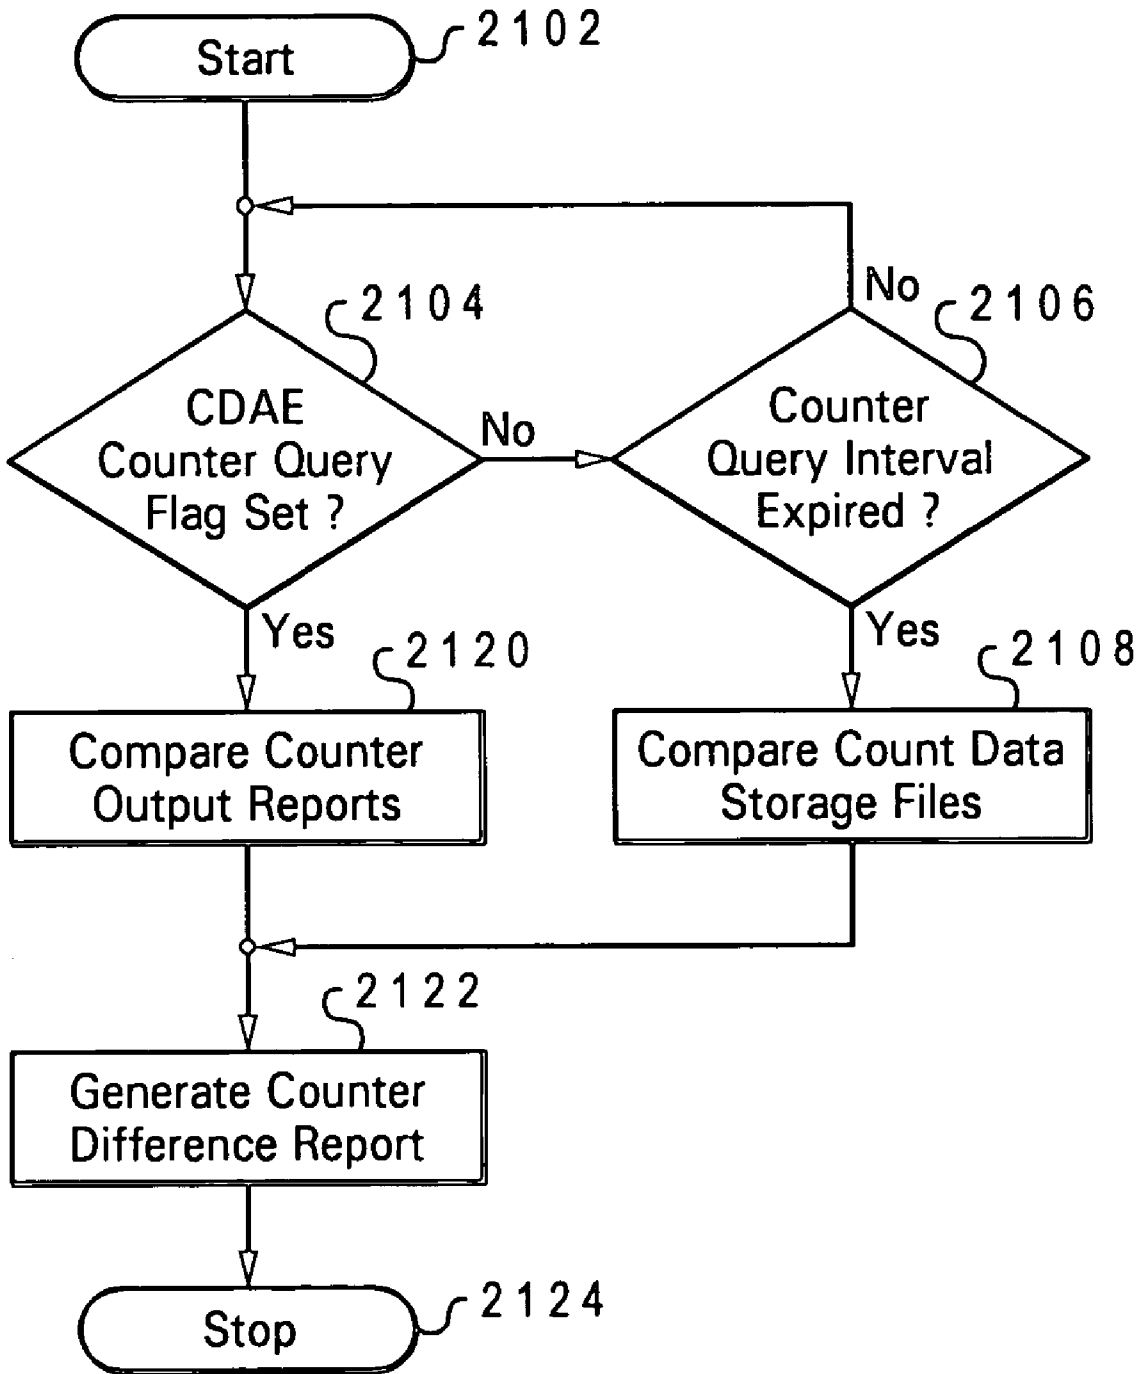 Start
2102
No
2104
2106
CDAE
Counter Query
Flag Set ?
No
Counter
Query Interval
Expired ?
Yes
Yes
2120
2108
Compare Counter
Output Reports
Compare Count Data
Storage Files
2122
Generate Counter
Difference Report
Stop
2124